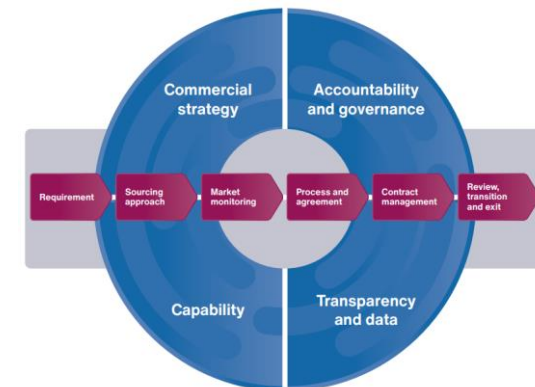 Commercial
strategy
Accountability
and governance
Requirement
Sourcing
approach
Market
monitoring
Process and
agreement
Contract
management
Review,
transition
and exit
Capability
Transparency
and data